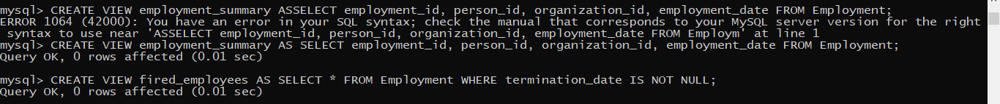 mysql> CREATE VIEW employment_summary ASSELECT employment_id, person_id, organization_id, employment_date FROM Employment;
ERROR 1064 (42000): You have an error in your SQL syntax; check the manual that corresponds to your MySQL server version for the right
 syntax to use near 'ASSELECT employment_id, person_id, organization_id, employment_date FROM Employm' at line 1
mysql> CREATE VIEW employment_summary AS SELECT employment_id, person_id, organization_id, employment_date FROM Employment;
Query OK, 0 rows affected (0.01 sec)

mysql> CREATE VIEW fired_employees AS SELECT * FROM Employment WHERE termination_date IS NOT NULL;
Query OK, 0 rows affected (0.01 sec)